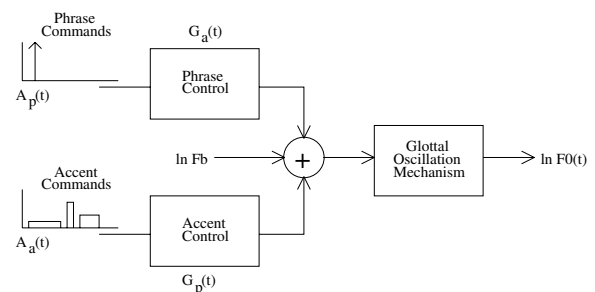 Phrase
Commands
G_a(t)
A_p(t)
Phrase
Control
ln Fb
+
Glottal
Oscillation
Mechanism
ln F0(t)
Accent
Commands
A_a(t)
Accent
Control
G_p(t)